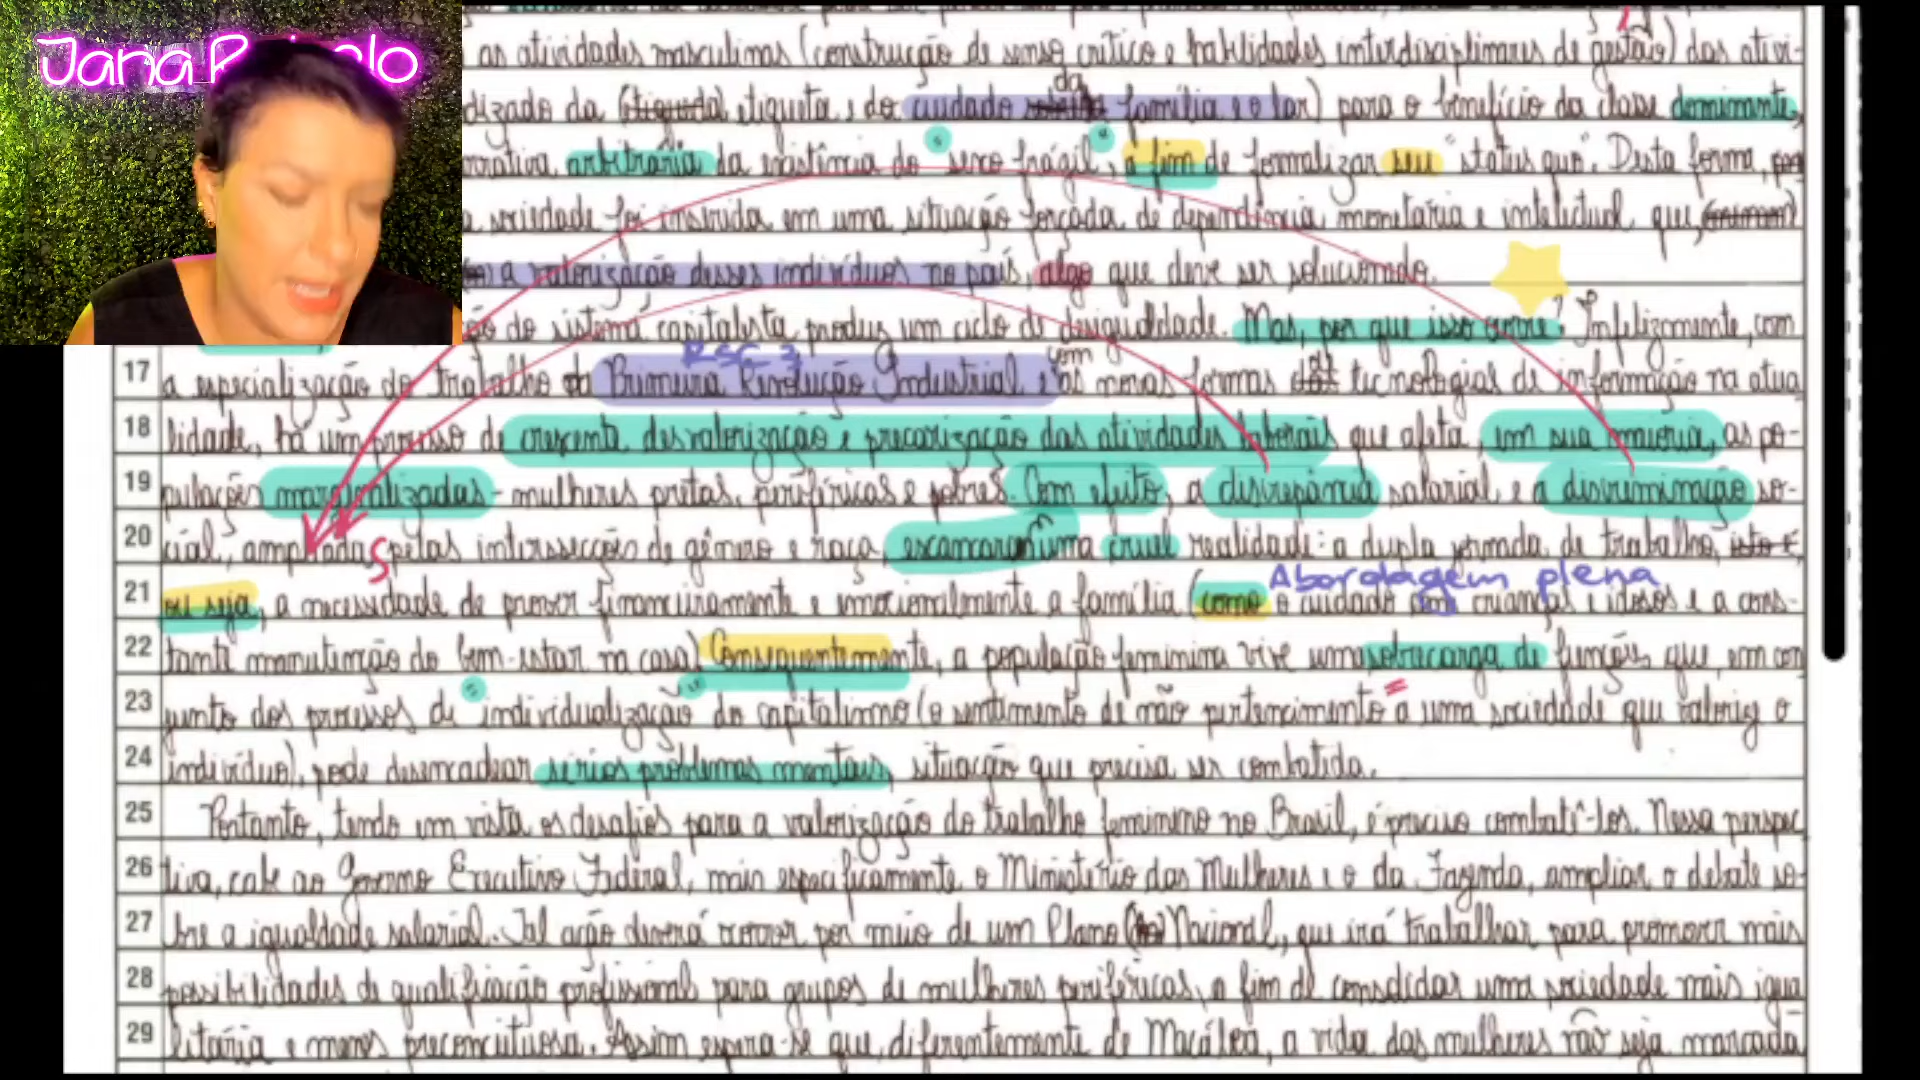 Jana R
lo
as atividades masculinas (construcção de senso crítico e habilidades interdisciplinares de gestão) das ativi-
da
dizado da etiqueta e do cuidado família e o lar) para o benefício da classe dominante,
arbitrária da existência do sexo frágil, a fim de formalizar seu "status quo". Desta forma,
a sociedade foi inserida em uma situação forçada de dependência monetária e intelectual que,
a valorização desses indivíduos no país, algo que deve ser solucionado.
do sistema capitalista produz um ciclo de desigualdade. Mas, por que isso ocorre? Infelizmente, com
17
a especialização do trabalho Primeira Revolução Industrial e com as novas formas tecnologias de informação na atua
18
lidade, há um processo de crescente desvalorização e precarização das atividades laborais que afeta, em sua maioria, as po-
19
pulações marginalizadas - mulheres pretas, periféricas e pobres. Com efeito, a discrepância salarial, e a discriminação so-
20
cial, ampliadas pelas intersecções de gênero e raça, escancaram uma cruel realidade: a dupla jornada de trabalho,
Abordagem plena
21
ou seja, a necessidade de prover financeiramente e emocionalmente a família (como o cuidado com crianças e idosos e a cons-
22
tante manutenção do bem-estar na casa) Consequentemente, a população feminina vive uma sobrecarga de funções que, em con
23
junto dos processos de individualização do capitalismo (o sentimento de não pertencimento a uma sociedade que valoriza o
24
indivíduo), pode desencadear sérios problemas mentais, situação que precisa ser combatida.
25
Portanto, tendo em vista os desafios para a valorização do trabalho feminino no Brasil, é preciso combatê-los. Nessa perspec
26
tiva, cabe ao Governo Executivo Federal, mais especificamente o Ministério das Mulheres e o da Fazenda, ampliar o debate so-
27
bre a igualdade salarial. Tal ação deverá ocorrer por meio de um Plano Nacional, que irá trabalhar para promover mais
28
possibilidades de qualificação profissional para grupos de mulheres periféricas, a fim de consolidar uma sociedade mais igua
29
litária e menos preconceituosa. Assim espera-se que diferentemente de Macabéa, a vida das mulheres não seja marcada